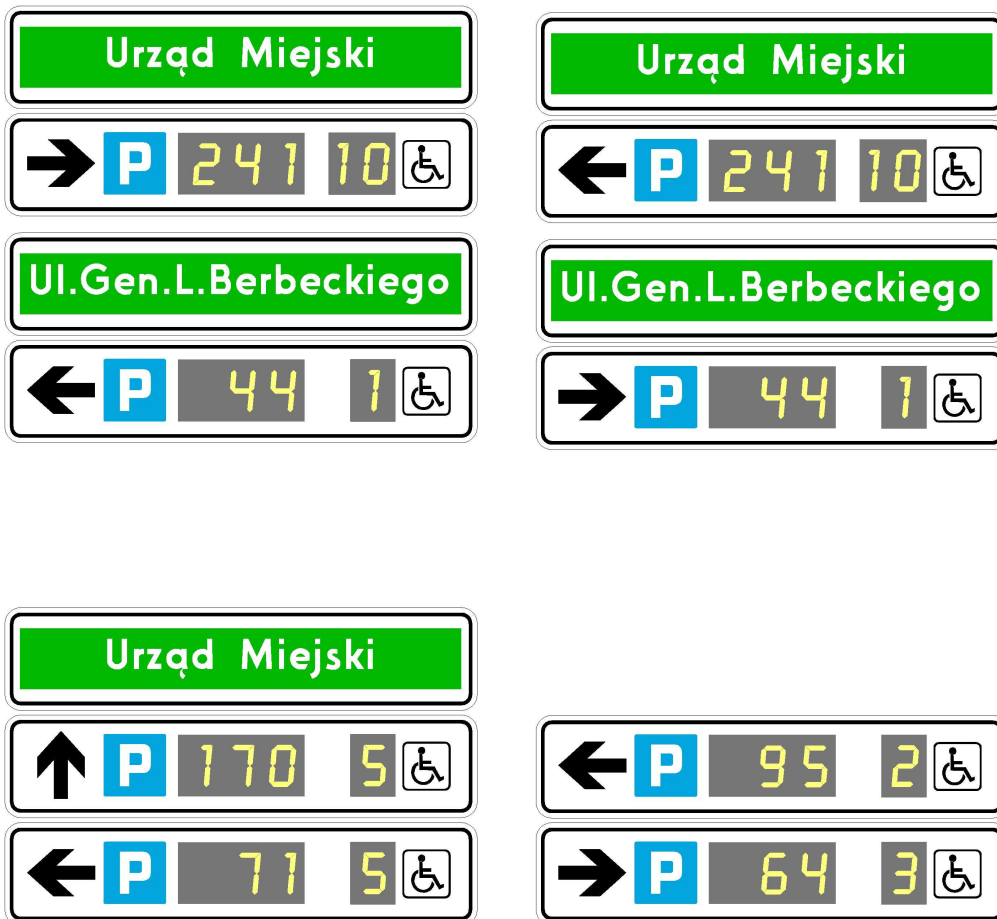 Urząd Miejski
P 241 10
Ul.Gen.L.Berbeckiego
P 44 1
Urząd Miejski
P 241 10
Ul.Gen.L.Berbeckiego
P 44 1
Urząd Miejski
P 170 5
P 71 5
P 95 2
P 64 3